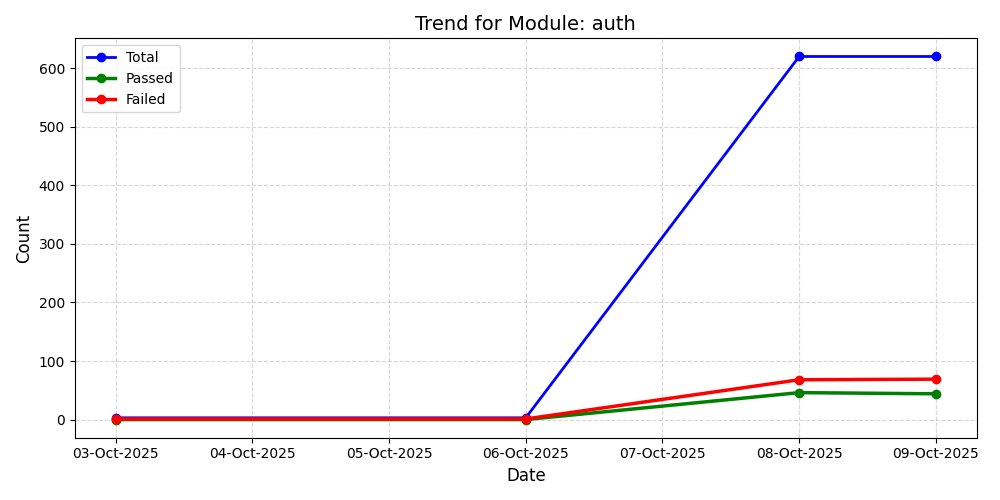 Trend for Module: auth
Total
Passed
Failed
Count
600
500
400
300
200
100
0
03-Oct-2025 04-Oct-2025 05-Oct-2025 06-Oct-2025 07-Oct-2025 08-Oct-2025 09-Oct-2025
Date